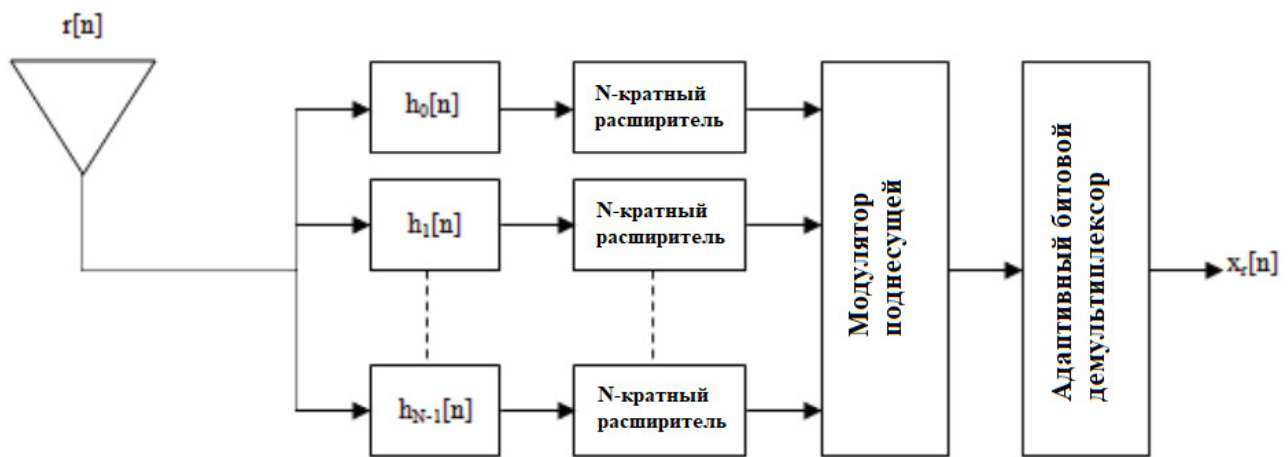 r[n]
h₀[n]
N-кратный
расширитель
h₁[n]
N-кратный
расширитель
hN-1[n]
N-кратный
расширитель
Модулятор
поднесущей
Адаптивный битовой
демультиплексор
xᵣ[n]